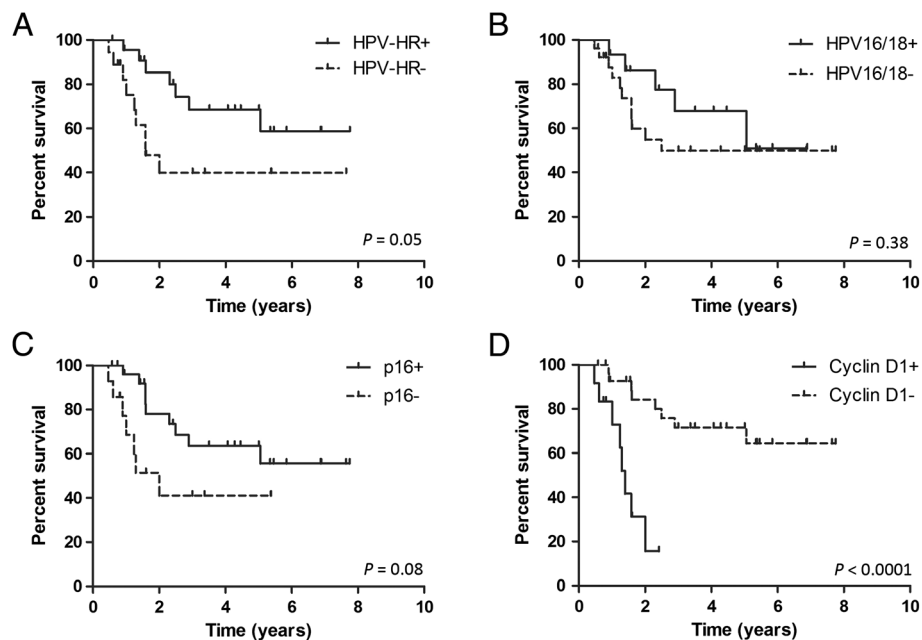 A
Percent survival
100
80
60
40
20
0
HPV-HR+
HPV-HR-
P = 0.05
0 2 4 6 8 10
Time (years)
B
Percent survival
100
80
60
40
20
0
HPV16/18+
HPV16/18-
P = 0.38
0 2 4 6 8 10
Time (years)
C
Percent survival
100
80
60
40
20
0
p16+
p16-
P = 0.08
0 2 4 6 8 10
Time (years)
D
Percent survival
100
80
60
40
20
0
Cyclin D1+
Cyclin D1-
P < 0.0001
0 2 4 6 8 10
Time (years)